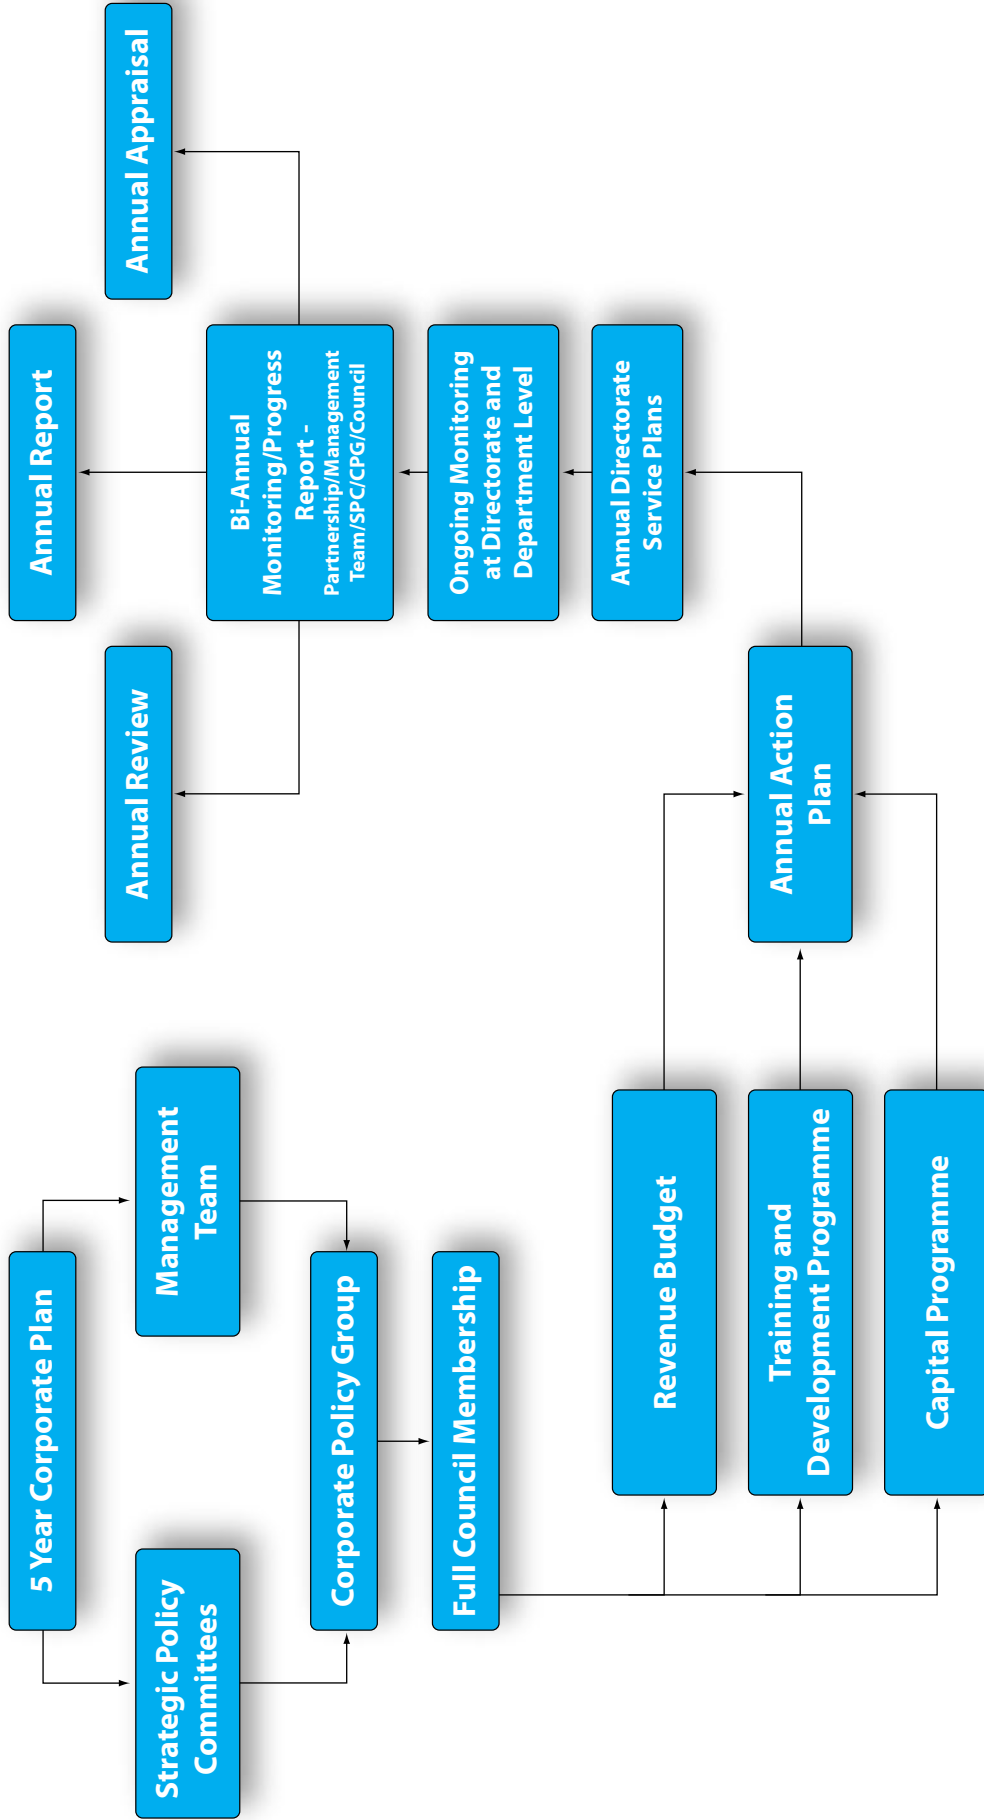 5 Year Corporate Plan
Strategic Policy
Committees
Management
Team
Corporate Policy Group
Full Council Membership
Revenue Budget
Training and
Development Programme
Capital Programme
Annual Action
Plan
Annual Directorate
Service Plans
Ongoing Monitoring
at Directorate and
Department Level
Bi-Annual
Monitoring/Progress
Report -
Partnership/Management
Team/SPC/CPG/Council
Annual Review
Annual Report
Annual Appraisal